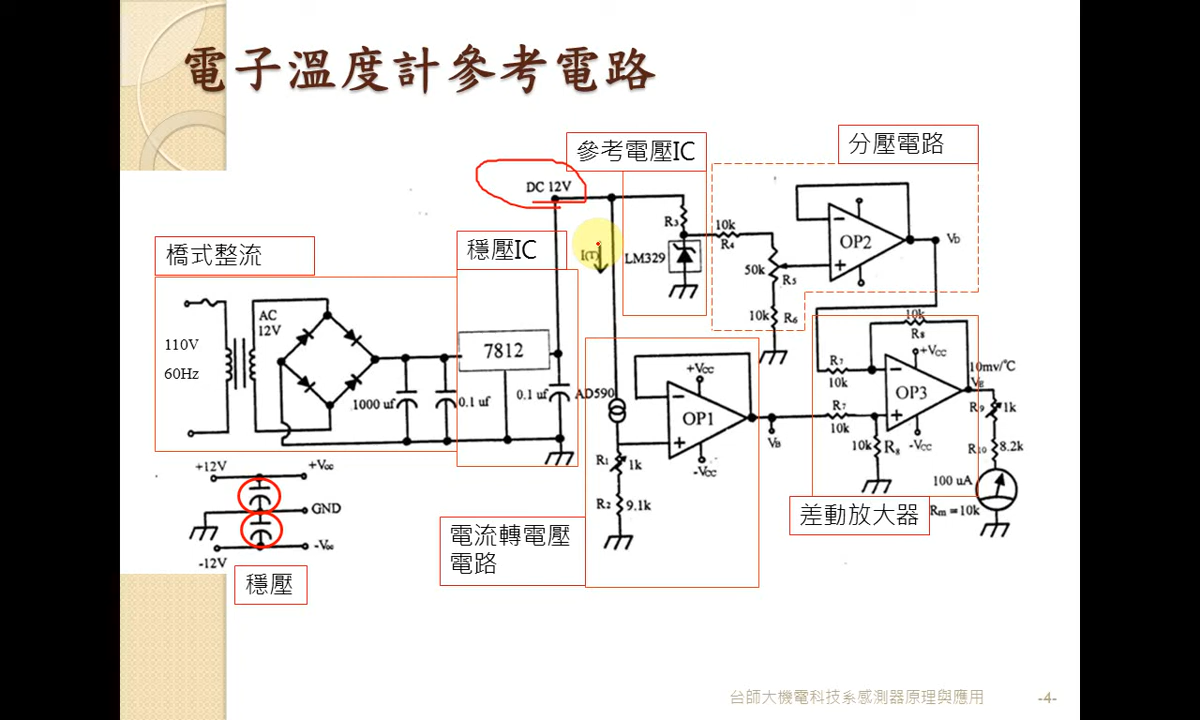 電子溫度計參考電路
參考電壓IC
分壓電路
DC 12V
橋式整流
穩壓IC
I(T)
R3
LM329
10k
R4
50k
R5
10k
R6
OP2
VD
110V
60Hz
AC
12V
7812
1000 uf
0.1 uf
0.1 uf
AD590
+Vcc
OP1
-Vcc
VB
R1
1k
R2
9.1k
R7
10k
R7
10k
10k
R8
+Vcc
OP3
-Vcc
10k
R8
10mv/°C
VE
R9
1k
R10
8.2k
100 uA
Rm=10k
+12V
+Vcc
GND
-Vcc
-12V
穩壓
電流轉電壓
電路
差動放大器
台師大機電科技系感測器原理與應用
-4-